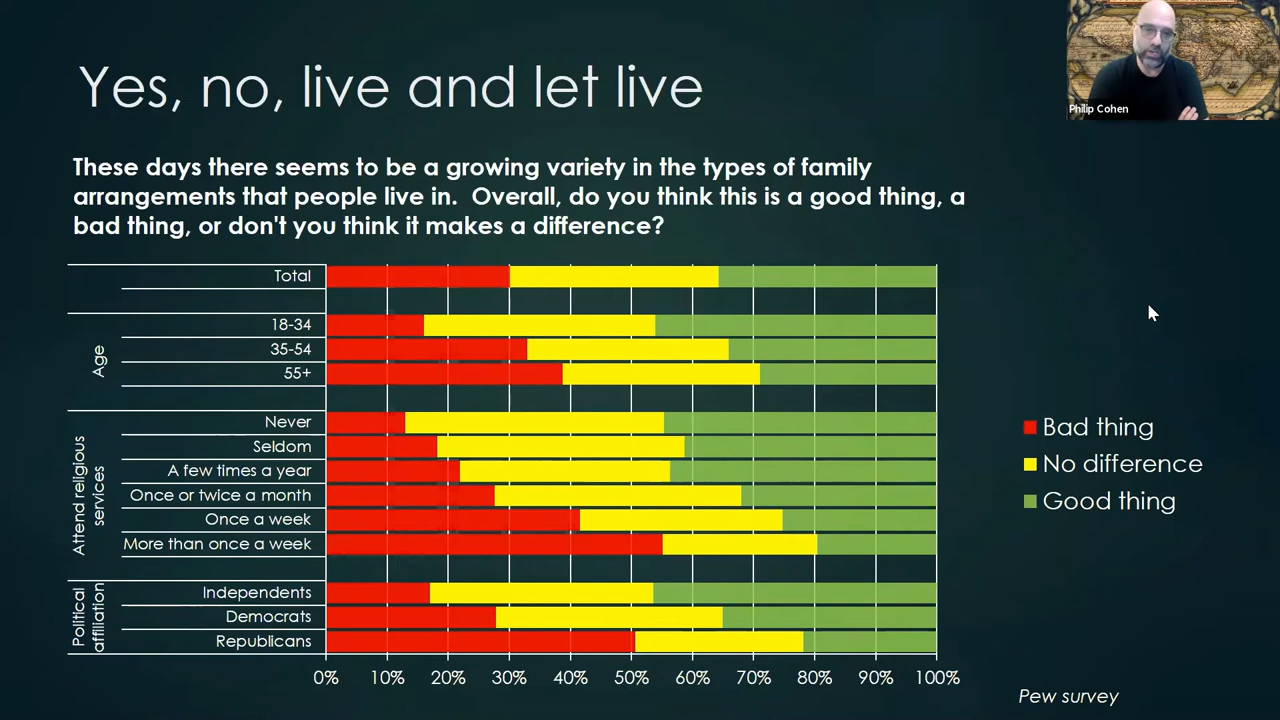 Yes, no, live and let live
Philip Cohen
These days there seems to be a growing variety in the types of family
arrangements that people live in.  Overall, do you think this is a good thing, a
bad thing, or don't you think it makes a difference?
Total
Age
18-34
35-54
55+
Attend religious
services
Never
Seldom
A few times a year
Once or twice a month
Once a week
More than once a week
Political
affiliation
Independents
Democrats
Republicans
0% 10% 20% 30% 40% 50% 60% 70% 80% 90% 100%
Bad thing
No difference
Good thing
Pew survey